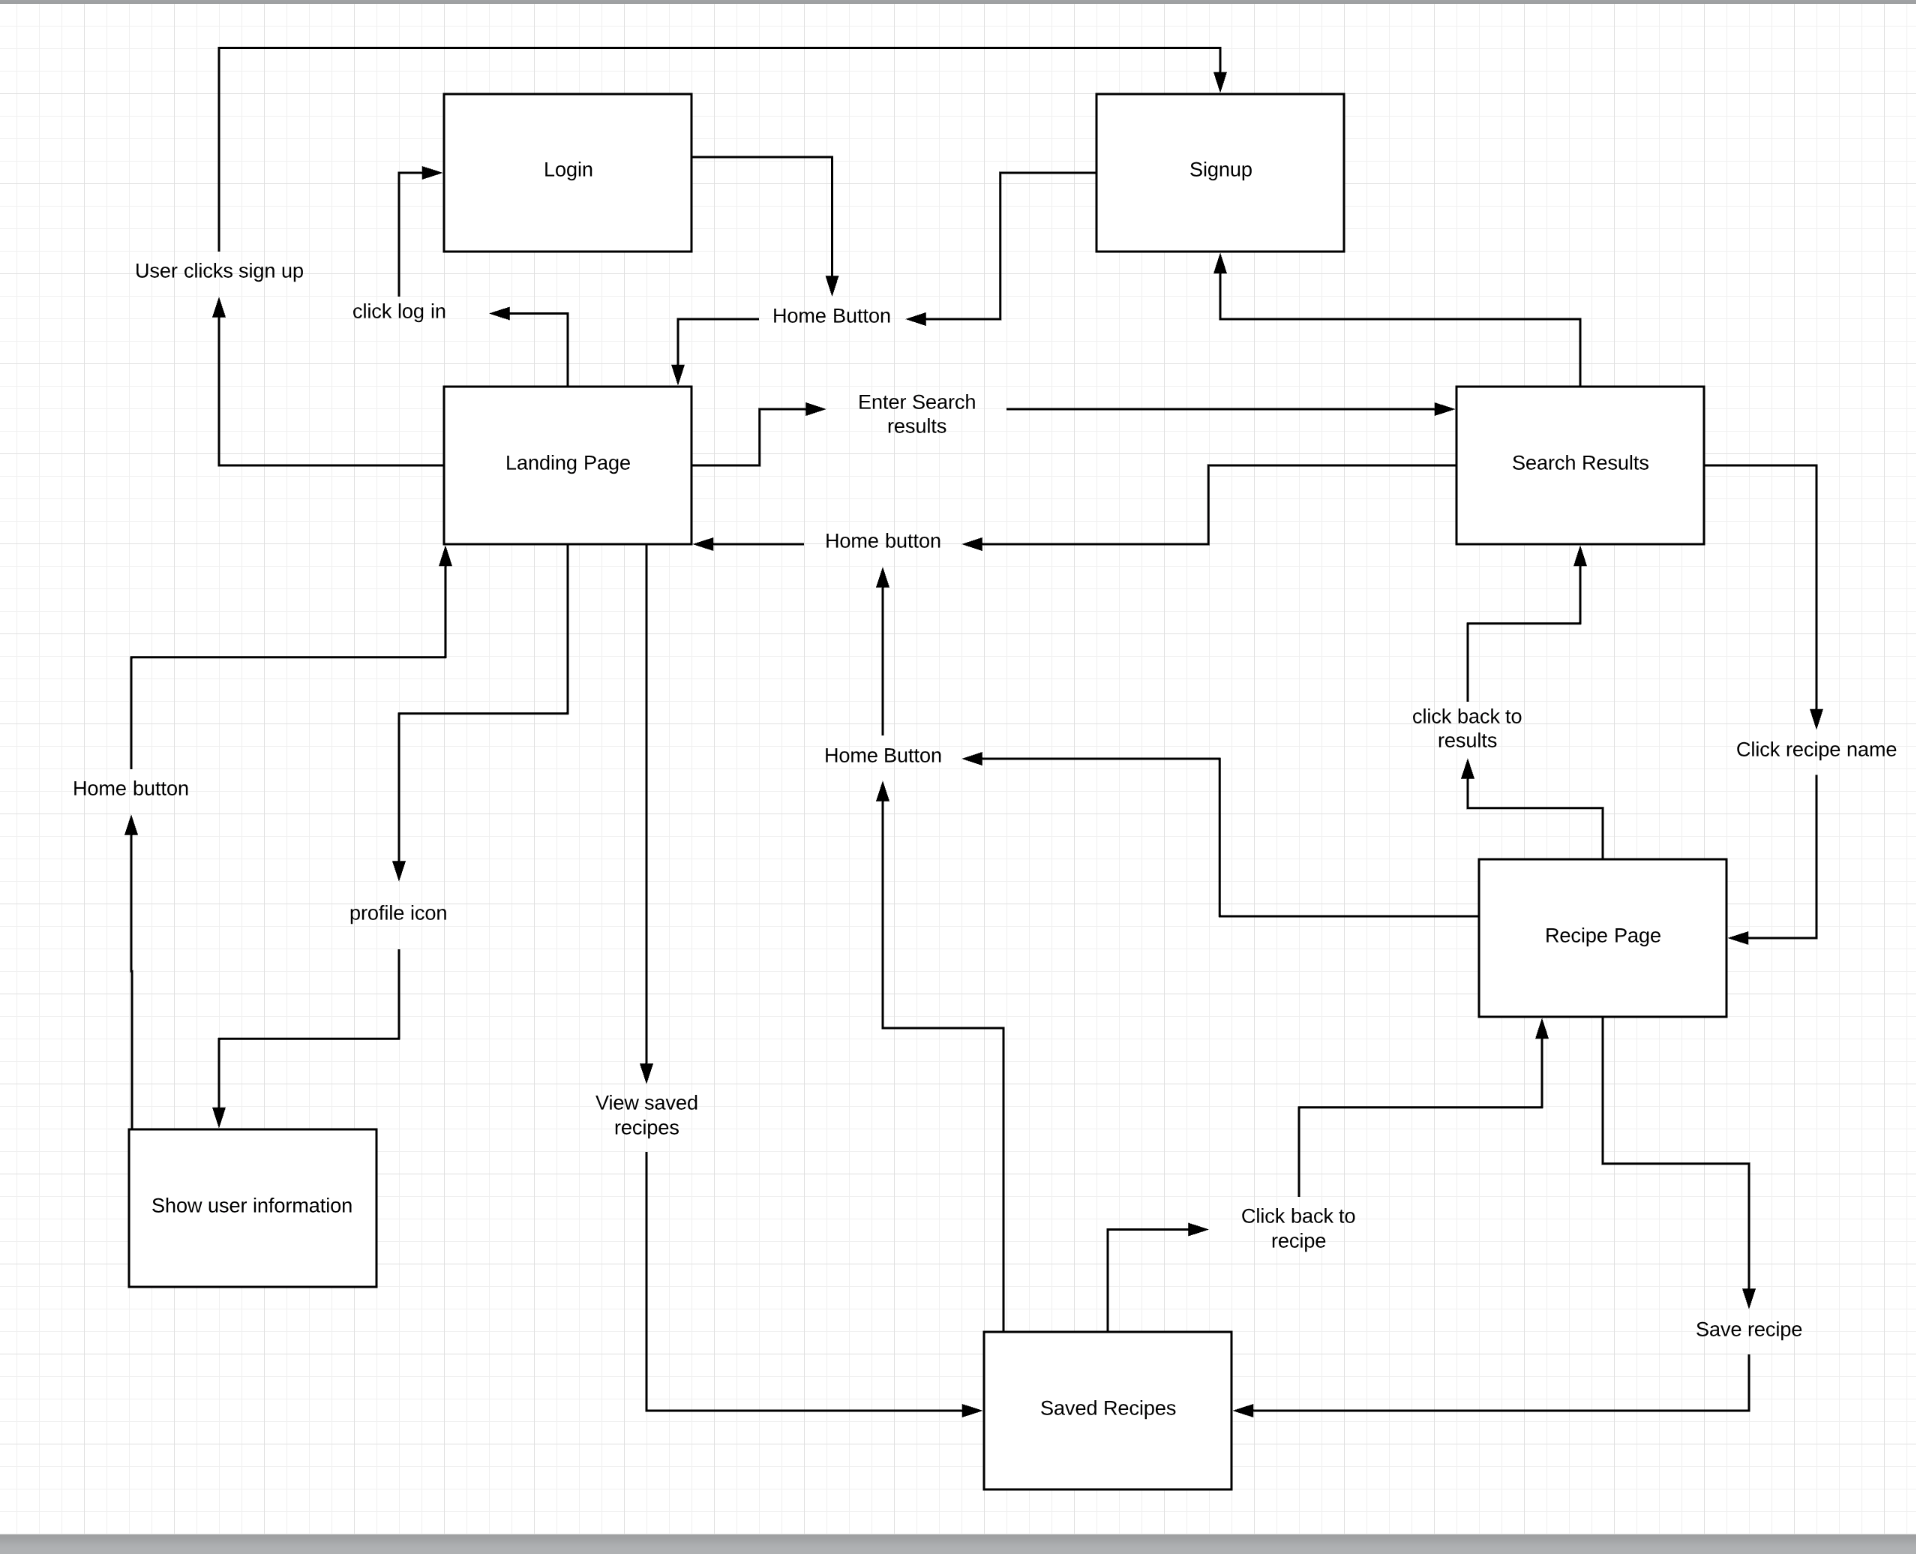 Login
Signup
User clicks sign up
click log in
Home Button
Enter Search
results
Landing Page
Search Results
Home button
click back to
results
Click recipe name
Home Button
Home button
profile icon
Recipe Page
View saved
recipes
Show user information
Click back to
recipe
Save recipe
Saved Recipes